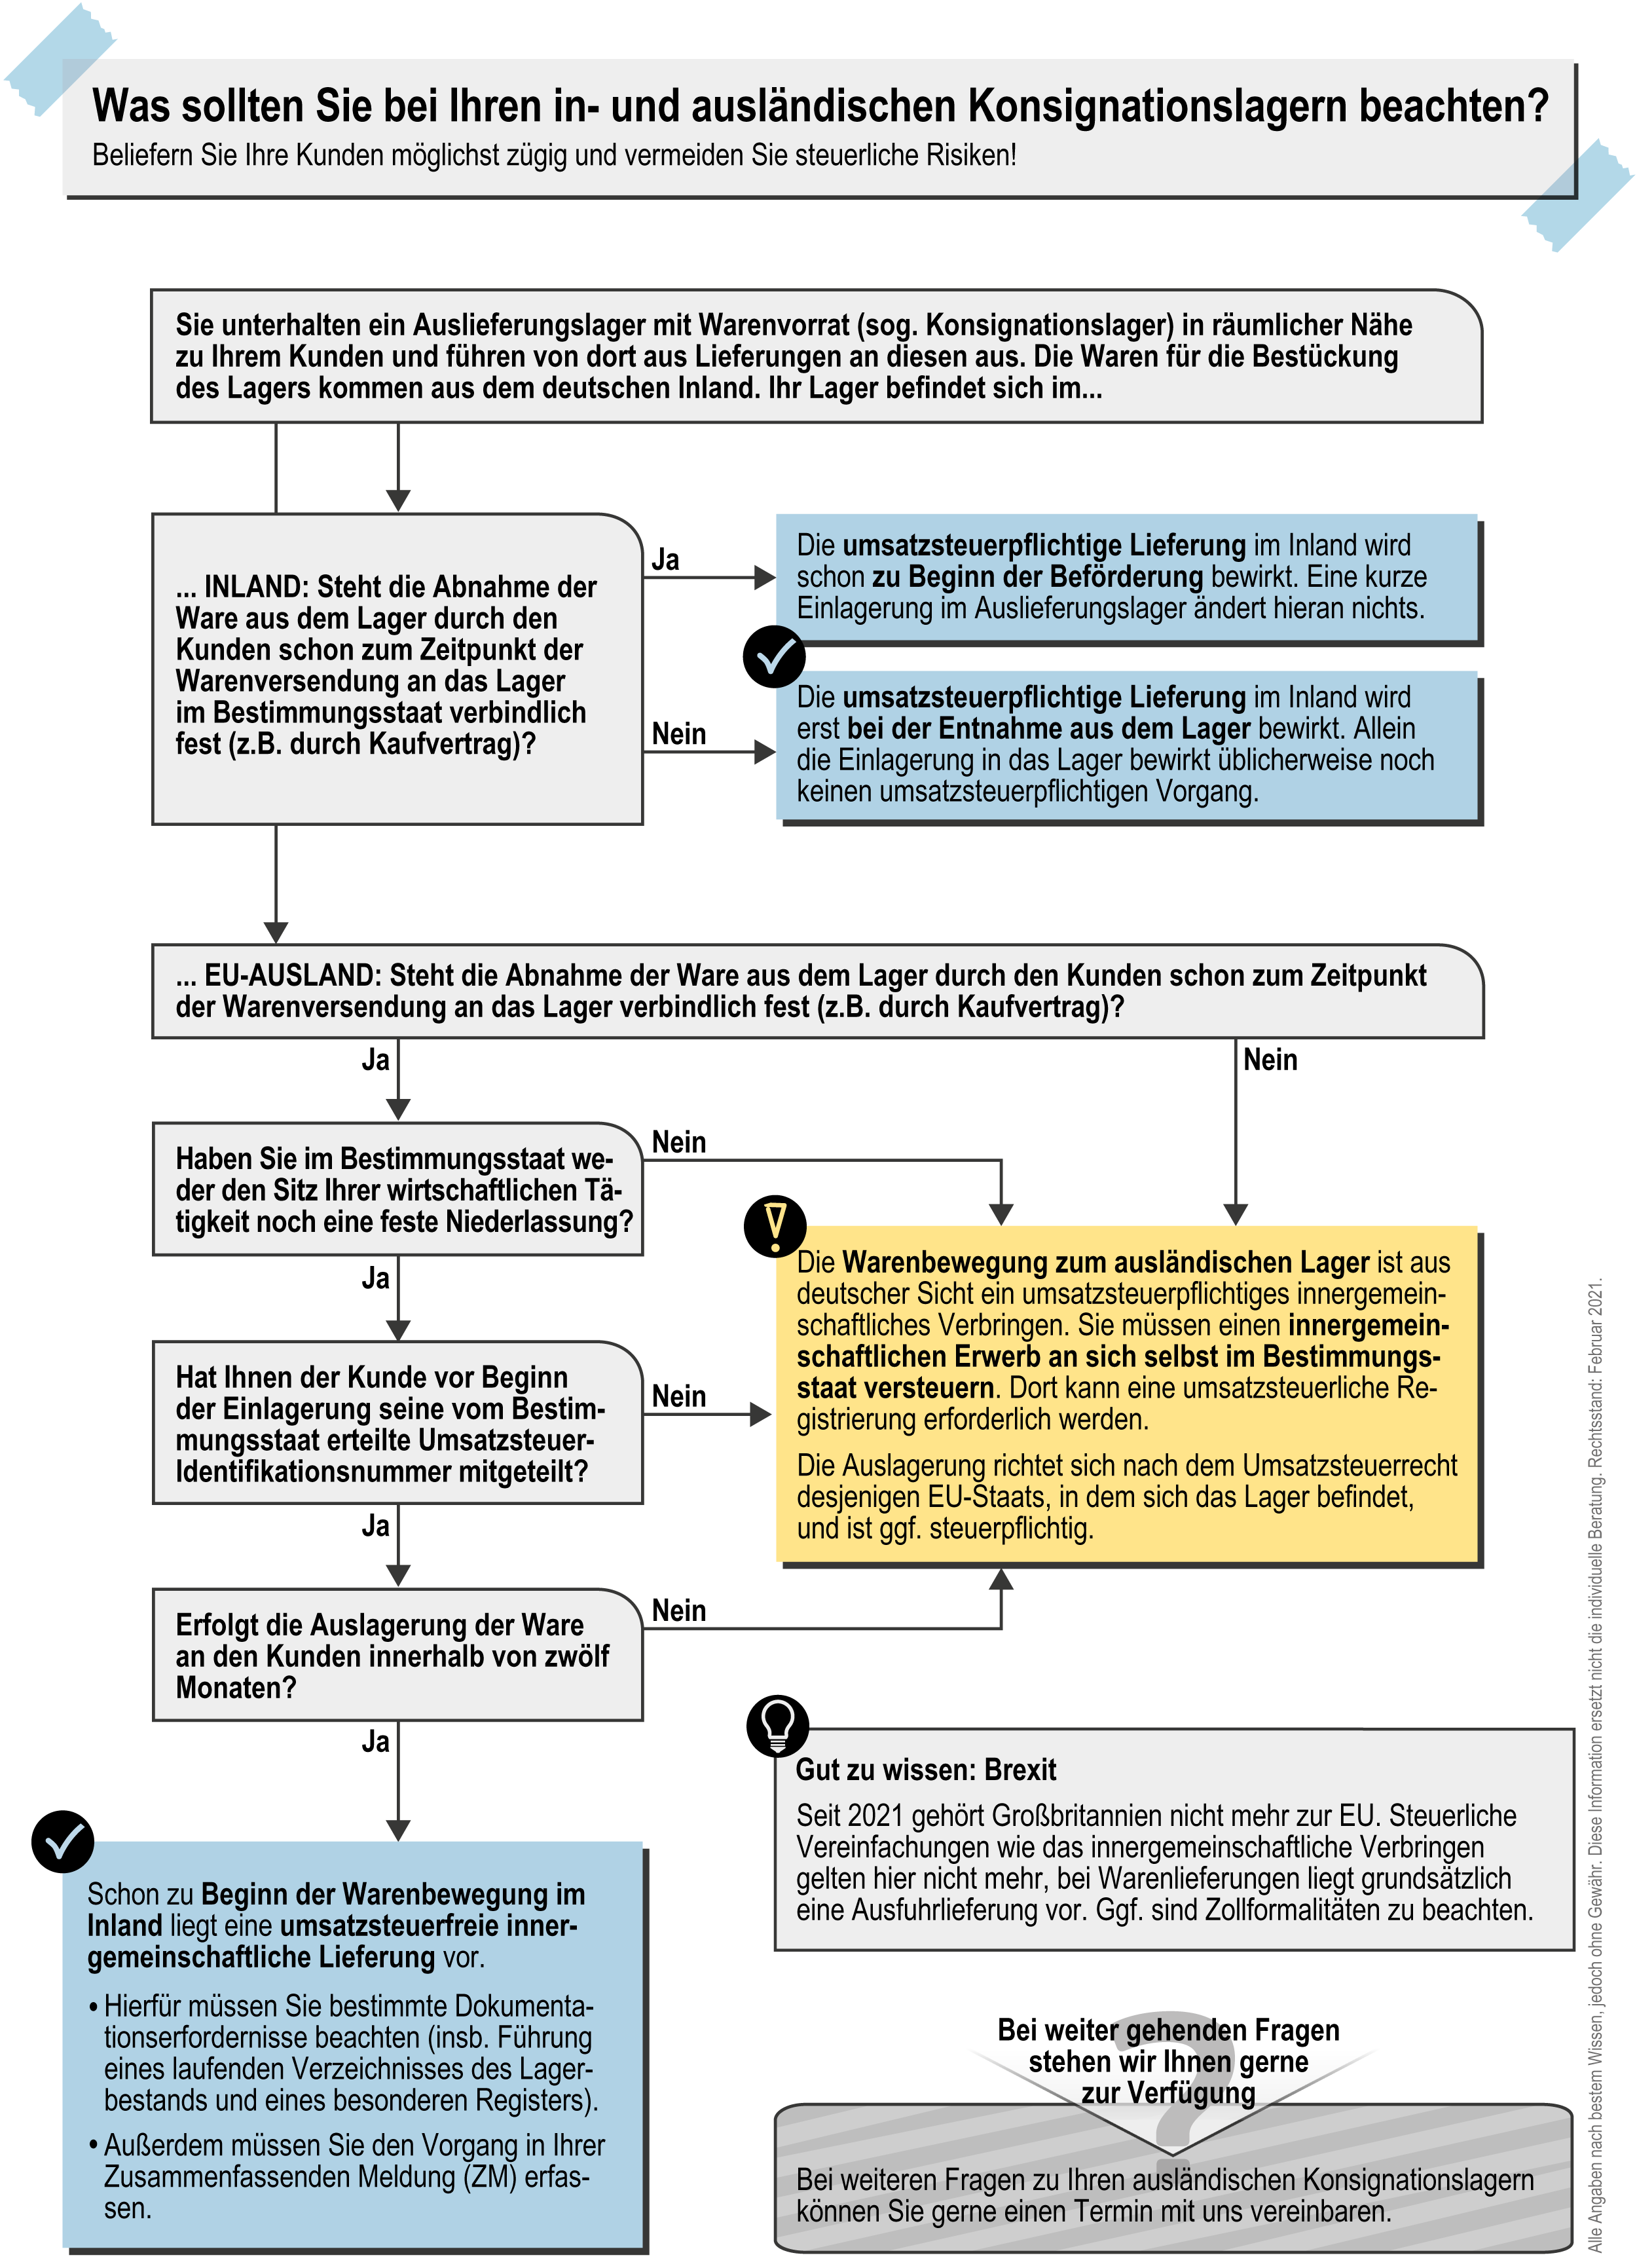 Was sollten Sie bei Ihren in- und ausländischen Konsignationslagern beachten?
Beliefern Sie Ihre Kunden möglichst zügig und vermeiden Sie steuerliche Risiken!
Sie unterhalten ein Auslieferungslager mit Warenvorrat (sog. Konsignationslager) in räumlicher Nähe
zu Ihrem Kunden und führen von dort aus Lieferungen an diesen aus. Die Waren für die Bestückung
des Lagers kommen aus dem deutschen Inland. Ihr Lager befindet sich im...
... INLAND: Steht die Abnahme der
Ware aus dem Lager durch den
Kunden schon zum Zeitpunkt der
Warenversendung an das Lager
im Bestimmungsstaat verbindlich
fest (z.B. durch Kaufvertrag)?
Ja
Die umsatzsteuerpflichtige Lieferung im Inland wird
schon zu Beginn der Beförderung bewirkt. Eine kurze
Einlagerung im Auslieferungslager ändert hieran nichts.
Nein
Die umsatzsteuerpflichtige Lieferung im Inland wird
erst bei der Entnahme aus dem Lager bewirkt. Allein
die Einlagerung in das Lager bewirkt üblicherweise noch
keinen umsatzsteuerpflichtigen Vorgang.
... EU-AUSLAND: Steht die Abnahme der Ware aus dem Lager durch den Kunden schon zum Zeitpunkt
der Warenversendung an das Lager verbindlich fest (z.B. durch Kaufvertrag)?
Ja
Nein
Haben Sie im Bestimmungsstaat we-
der den Sitz Ihrer wirtschaftlichen Tä-
tigkeit noch eine feste Niederlassung?
Nein
Ja
Hat Ihnen der Kunde vor Beginn
der Einlagerung seine vom Bestim-
mungsstaat erteilte Umsatzsteuer-
Identifikationsnummer mitgeteilt?
Nein
Ja
Erfolgt die Auslagerung der Ware
an den Kunden innerhalb von zwölf
Monaten?
Nein
Ja
Die Warenbewegung zum ausländischen Lager ist aus
deutscher Sicht ein umsatzsteuerpflichtiges innergemein-
schaftliches Verbringen. Sie müssen einen innergemein-
schaftlichen Erwerb an sich selbst im Bestimmungs-
staat versteuern. Dort kann eine umsatzsteuerliche Re-
gistrierung erforderlich werden.
Die Auslagerung richtet sich nach dem Umsatzsteuerrecht
desjenigen EU-Staats, in dem sich das Lager befindet,
und ist ggf. steuerpflichtig.
Schon zu Beginn der Warenbewegung im
Inland liegt eine umsatzsteuerfreie inner-
gemeinschaftliche Lieferung vor.
• Hierfür müssen Sie bestimmte Dokumenta-
tionserfordernisse beachten (insb. Führung
eines laufenden Verzeichnisses des Lager-
bestands und eines besonderen Registers).
• Außerdem müssen Sie den Vorgang in Ihrer
Zusammenfassenden Meldung (ZM) erfas-
sen.
Gut zu wissen: Brexit
Seit 2021 gehört Großbritannien nicht mehr zur EU. Steuerliche
Vereinfachungen wie das innergemeinschaftliche Verbringen
gelten hier nicht mehr, bei Warenlieferungen liegt grundsätzlich
eine Ausfuhrlieferung vor. Ggf. sind Zollformalitäten zu beachten.
Bei weiter gehenden Fragen
stehen wir Ihnen gerne
zur Verfügung
?
Bei weiteren Fragen zu Ihren ausländischen Konsignationslagern
können Sie gerne einen Termin mit uns vereinbaren.
Alle Angaben nach bestem Wissen, jedoch ohne Gewähr. Diese Information ersetzt nicht die individuelle Beratung. Rechtsstand: Februar 2021.